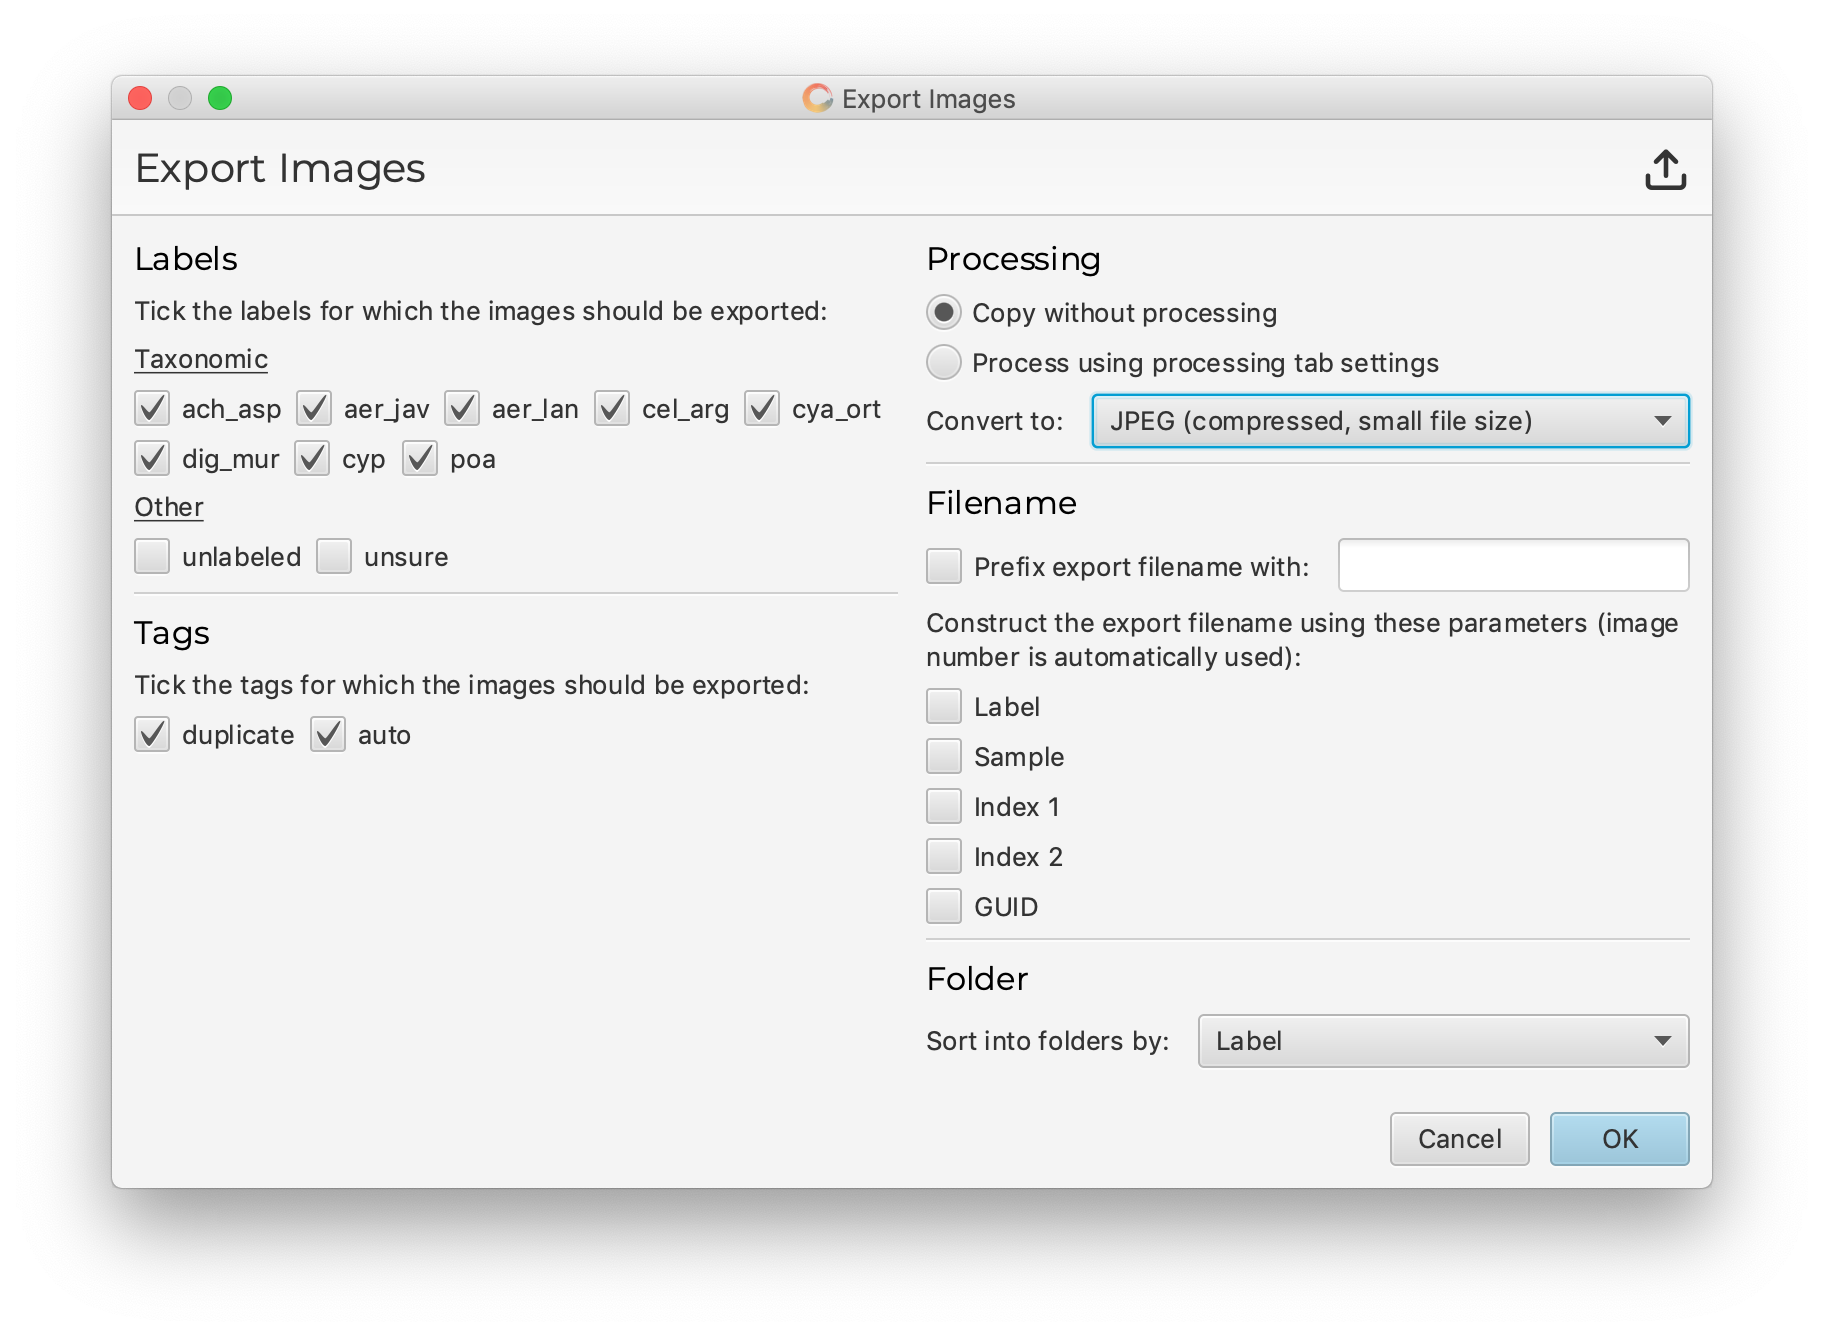 Export Images
Export Images
Labels
Tick the labels for which the images should be exported:
Taxonomic
ach_asp aer_jav aer_lan cel_arg cya_ort
dig_mur cyp poa
Other
unlabeled unsure
Tags
Tick the tags for which the images should be exported:
duplicate auto
Processing
Copy without processing
Process using processing tab settings
Convert to: JPEG (compressed, small file size)
Filename
Prefix export filename with:
Construct the export filename using these parameters (image
number is automatically used):
Label
Sample
Index 1
Index 2
GUID
Folder
Sort into folders by: Label
Cancel OK